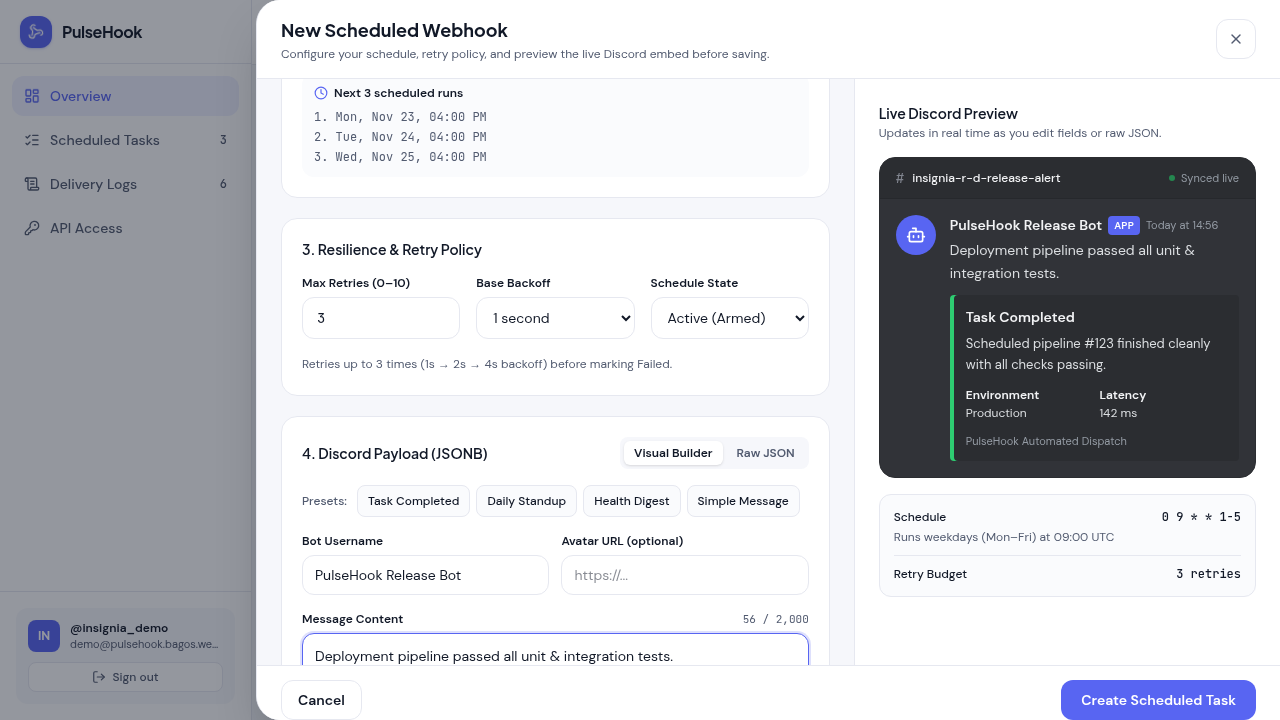 PulseHook
Overview
Scheduled Tasks 3
Delivery Logs 6
API Access
IN
@insignia_demo
demo@pulsehook.bagos.we...
Sign out
New Scheduled Webhook
Configure your schedule, retry policy, and preview the live Discord embed before saving.
Next 3 scheduled runs
1. Mon, Nov 23, 04:00 PM
2. Tue, Nov 24, 04:00 PM
3. Wed, Nov 25, 04:00 PM
3. Resilience & Retry Policy
Max Retries (0–10) Base Backoff Schedule State
3 1 second Active (Armed)
Retries up to 3 times (1s → 2s → 4s backoff) before marking Failed.
4. Discord Payload (JSONB) Visual Builder Raw JSON
Presets: Task Completed Daily Standup Health Digest Simple Message
Bot Username Avatar URL (optional)
PulseHook Release Bot https://...
Message Content 56 / 2,000
Deployment pipeline passed all unit & integration tests.
Cancel Create Scheduled Task
Live Discord Preview
Updates in real time as you edit fields or raw JSON.
# insignia-r-d-release-alert Synced live
PulseHook Release Bot APP Today at 14:56
Deployment pipeline passed all unit &
integration tests.
Task Completed
Scheduled pipeline #123 finished cleanly
with all checks passing.
Environment Latency
Production 142 ms
PulseHook Automated Dispatch
Schedule 0 9 * * 1-5
Runs weekdays (Mon–Fri) at 09:00 UTC
Retry Budget 3 retries